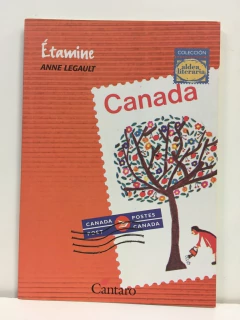 Étamine
ANNE LEGAULT
COLECCIÓN
aldea
literaria
Canada
CANADA POSTES
POST CANADA
Cántaro